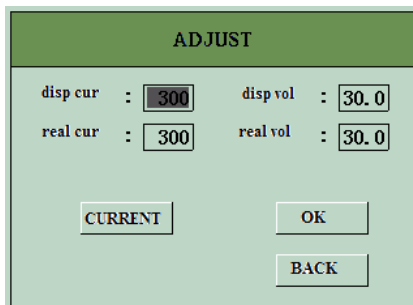 ADJUST
disp cur : 300 disp vol : 30.0
real cur : 300 real vol : 30.0
CURRENT OK
BACK